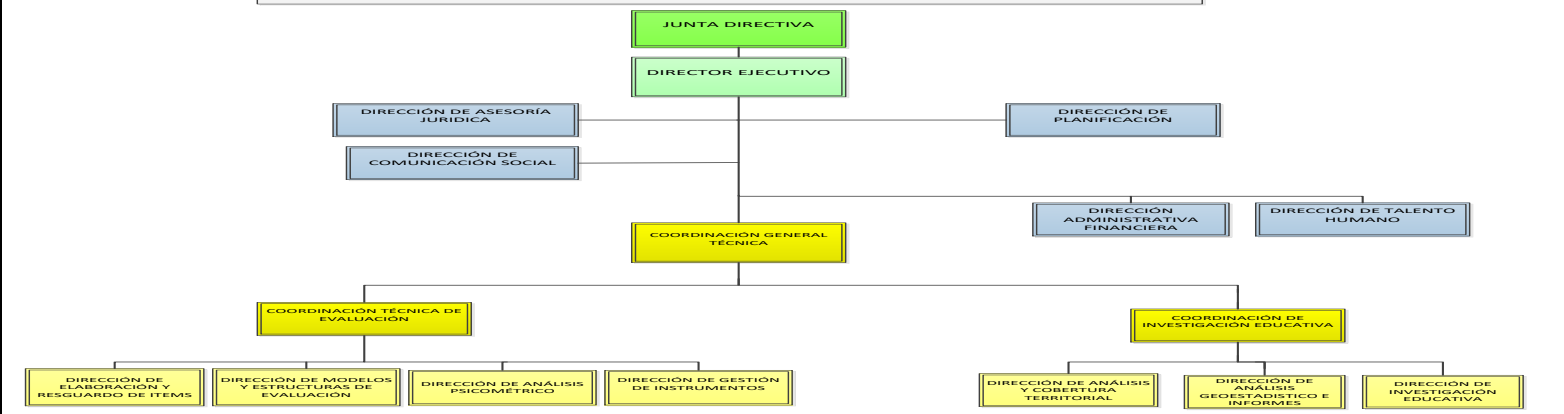 JUNTA DIRECTIVA
DIRECTOR EJECUTIVO
DIRECCIÓN DE ASESORÍA
JURIDICA
DIRECCIÓN DE
PLANIFICACIÓN
DIRECCIÓN DE
COMUNICACIÓN SOCIAL
DIRECCIÓN
ADMINISTRATIVA
FINANCIERA
DIRECCIÓN DE TALENTO
HUMANO
COORDINACIÓN GENERAL
TÉCNICA
COORDINACIÓN TÉCNICA DE
EVALUACIÓN
COORDINACIÓN DE
INVESTIGACIÓN EDUCATIVA
DIRECCIÓN DE
ELABORACIÓN Y
RESGUARDO DE ITEMS
DIRECCIÓN DE MODELOS
Y ESTRUCTURAS DE
EVALUACIÓN
DIRECCIÓN DE ANÁLISIS
PSICOMÉTRICO
DIRECCIÓN DE GESTIÓN
DE INSTRUMENTOS
DIRECCIÓN DE ANÁLISIS
Y COBERTURA
TERRITORIAL
DIRECCIÓN DE
ANÁLISIS
GEOESTADISTICO E
INFORMES
DIRECCIÓN DE
INVESTIGACIÓN
EDUCATIVA